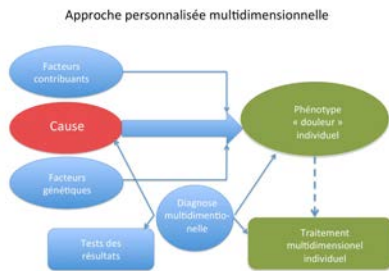 Approche personnalisée multidimensionnelle
Facteurs
contribuants
Cause
Phénotype
« douleur »
individuel
Facteurs
génétiques
Diagnose
multidimentio-
nelle
Tests des
résultats
Traitement
multidimensionel
individuel